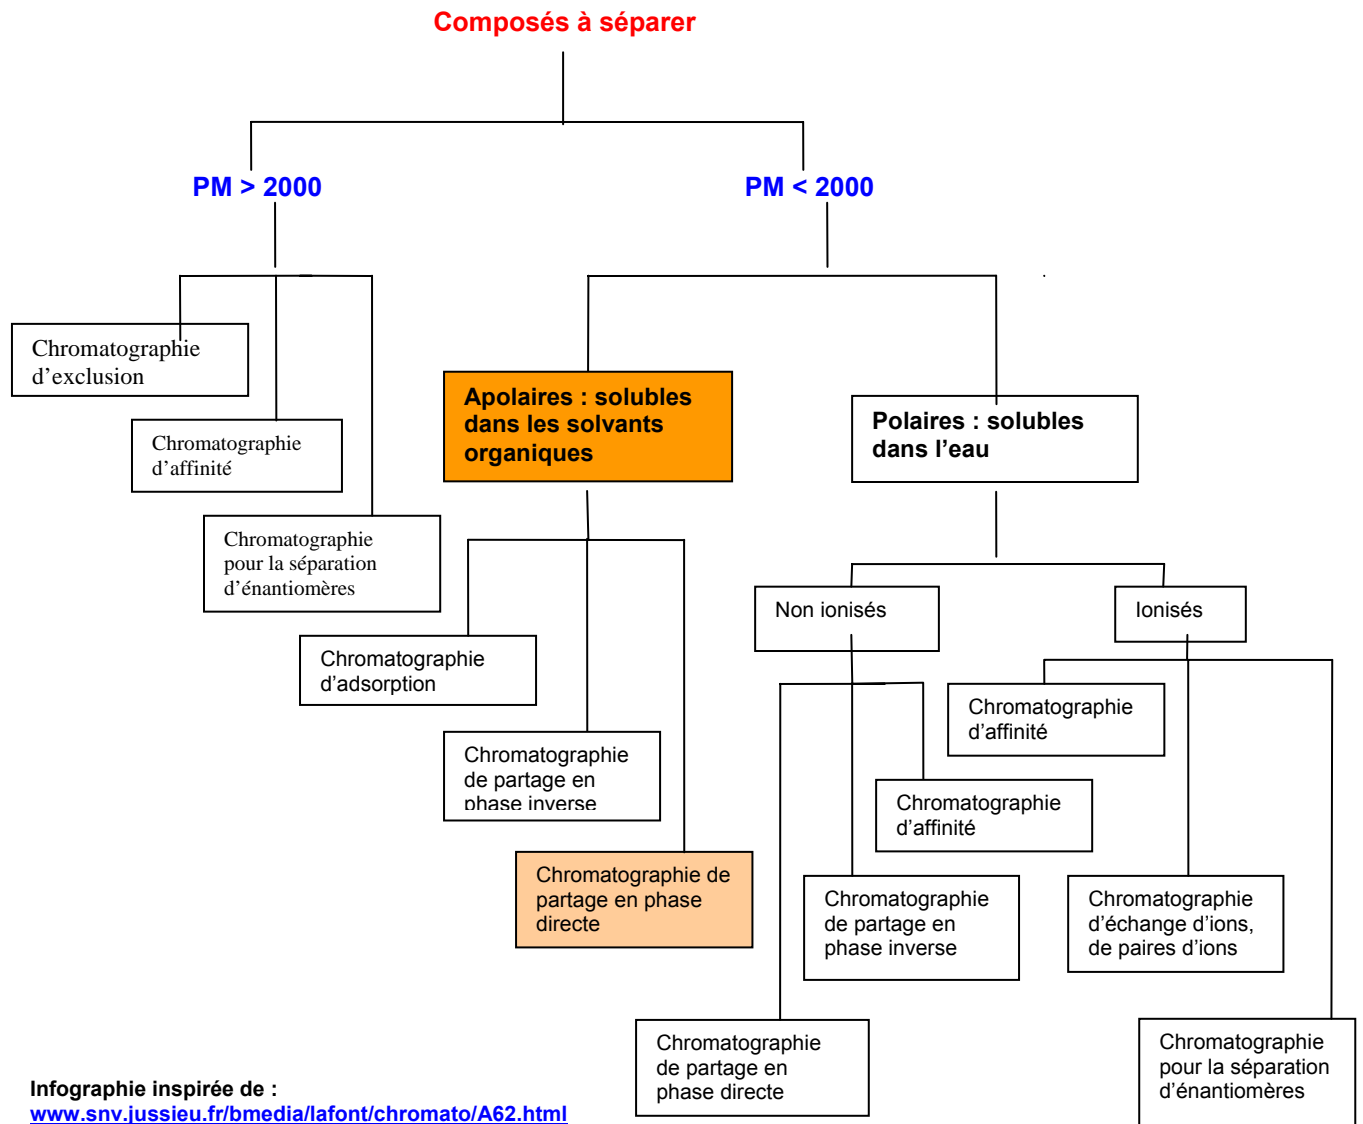 Composés à séparer
PM > 2000
PM < 2000
Chromatographie
d’exclusion
Chromatographie
d’affinité
Chromatographie
pour la séparation
d’énantiomères
Apolaires : solubles
dans les solvants
organiques
Polaires : solubles
dans l’eau
Chromatographie
d’adsorption
Chromatographie
de partage en
phase inverse
Chromatographie de
partage en phase
directe
Non ionisés
Ionisés
Chromatographie
d’affinité
Chromatographie
d’affinité
Chromatographie
de partage en
phase inverse
Chromatographie
d’échange d’ions,
de paires d’ions
Chromatographie
de partage en
phase directe
Chromatographie
pour la séparation
d’énantiomères
Infographie inspirée de :
www.snv.jussieu.fr/bmedia/lafont/chromato/A62.html